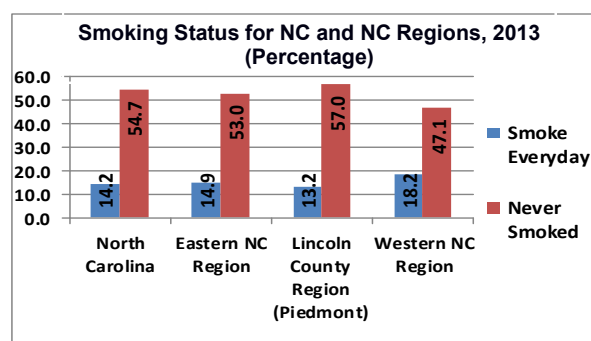 Smoking Status for NC and NC Regions, 2013
(Percentage)
60.0
50.0
40.0
30.0
20.0
10.0
0.0
14.2
54.7
14.9
53.0
13.2
57.0
18.2
47.1
North
Carolina
Eastern NC
Region
Lincoln
County
Region
(Piedmont)
Western NC
Region
Smoke
Everyday
Never
Smoked